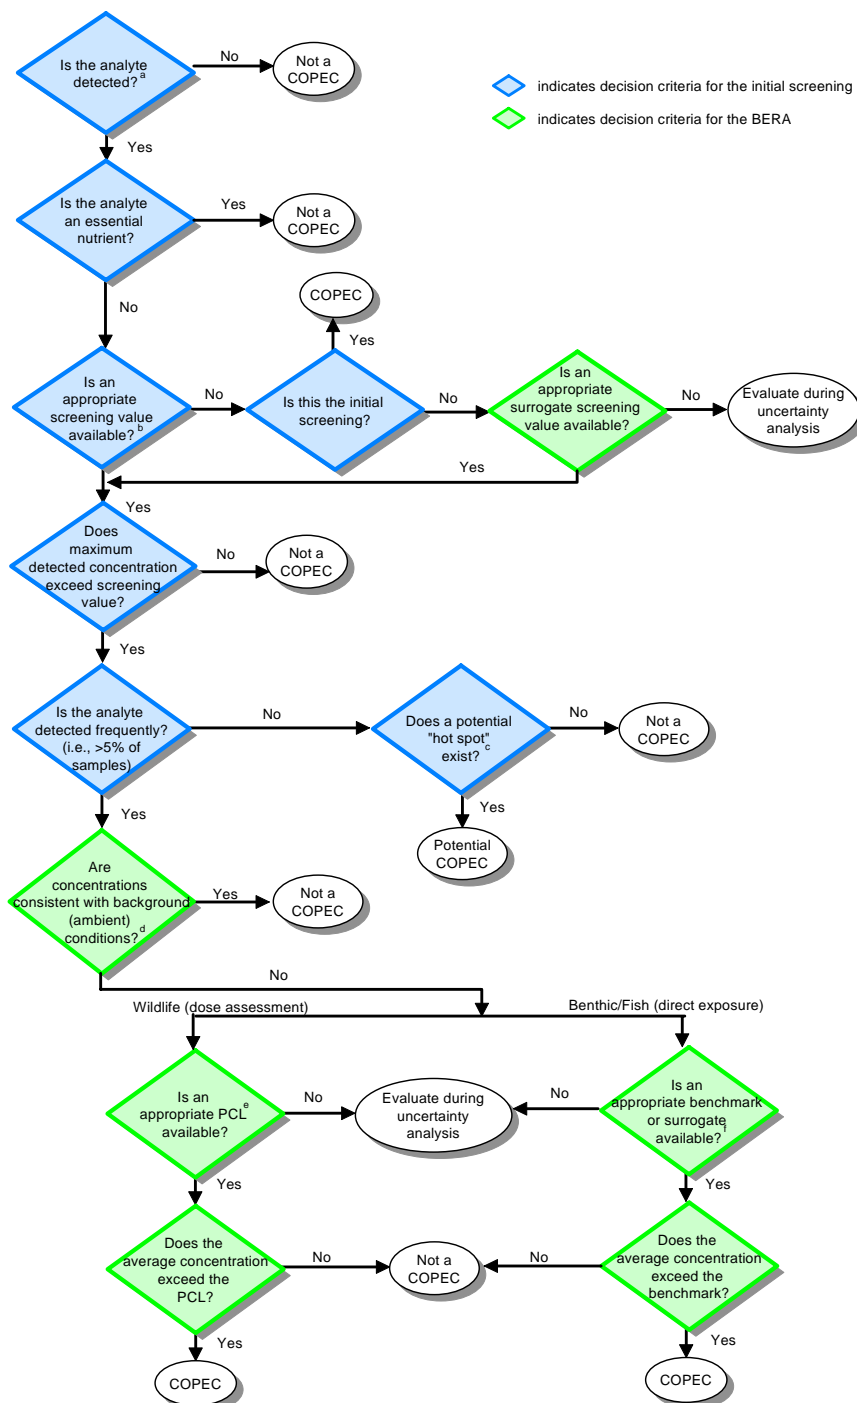 Is the analyte
detected? a
No
Not a
COPEC
indicates decision criteria for the initial screening
indicates decision criteria for the BERA
Yes
Is the analyte
an essential
nutrient?
Yes
Not a
COPEC
No
COPEC
Yes
Is an
appropriate
screening value
available? b
No
Is this the initial
screening?
No
Is an
appropriate
surrogate screening
value available?
No
Evaluate during
uncertainty
analysis
Yes
Yes
Does
maximum
detected concentration
exceed screening
value?
No
Not a
COPEC
Yes
Is the analyte
detected frequently?
(i.e., >5% of
samples)
No
Does a potential
"hot spot"
exist? c
No
Not a
COPEC
Yes
Potential
COPEC
Yes
Are
concentrations
consistent with background
(ambient)
conditions? d
Yes
Not a
COPEC
No
Wildlife (dose assessment)
Benthic/Fish (direct exposure)
Is an
appropriate PCL e
available?
No
Evaluate during
uncertainty
analysis
No
Is an
appropriate benchmark
or surrogate
available? f
Yes
Yes
Does the
average concentration
exceed the
PCL?
No
Not a
COPEC
No
Does the
average concentration
exceed the
benchmark?
Yes
Yes
COPEC
COPEC